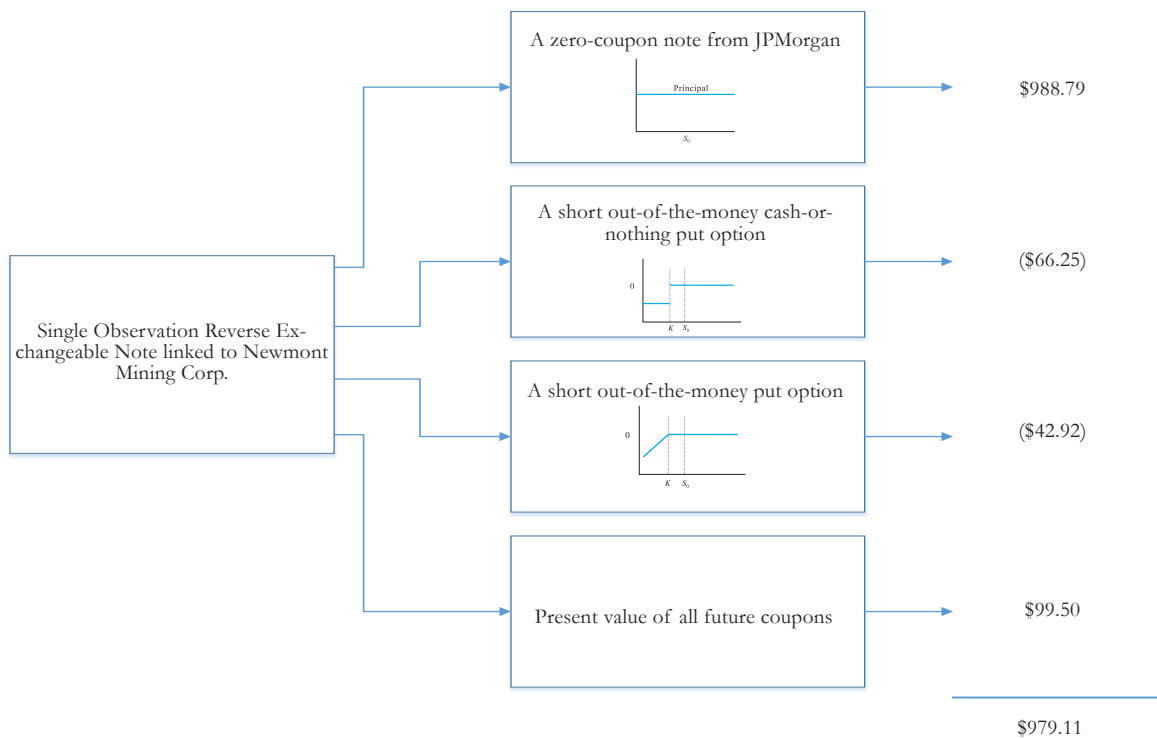 A zero-coupon note from JPMorgan
Principal
S₀
$988.79
A short out-of-the-money cash-or-
nothing put option
0
K S₀
($66.25)
Single Observation Reverse Ex-
changeable Note linked to Newmont
Mining Corp.
A short out-of-the-money put option
0
K S₀
($42.92)
Present value of all future coupons
$99.50
$979.11